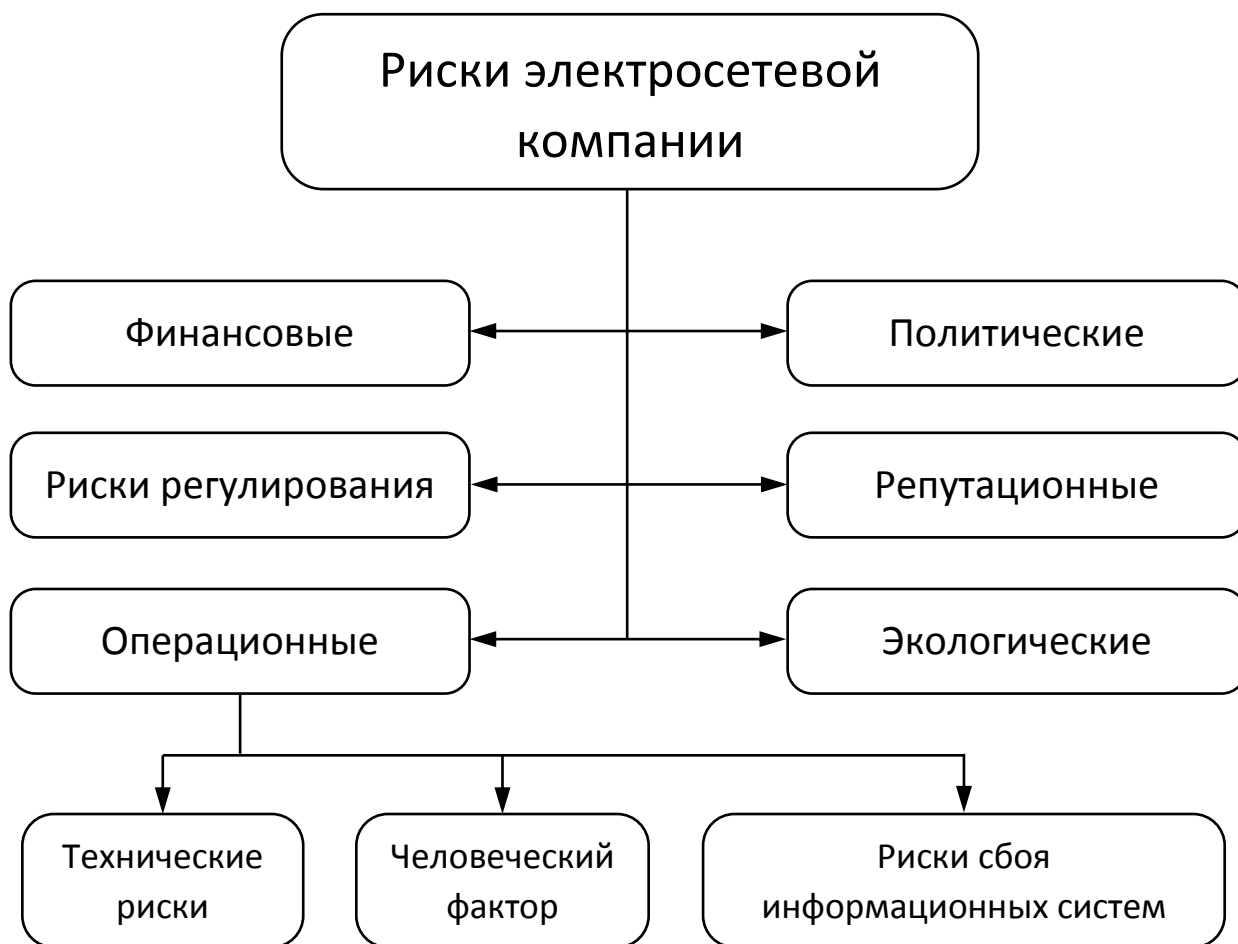 Риски электросетевой
компании
Финансовые
Политические
Риски регулирования
Репутационные
Операционные
Экологические
Технические
риски
Человеческий
фактор
Риски сбоя
информационных систем